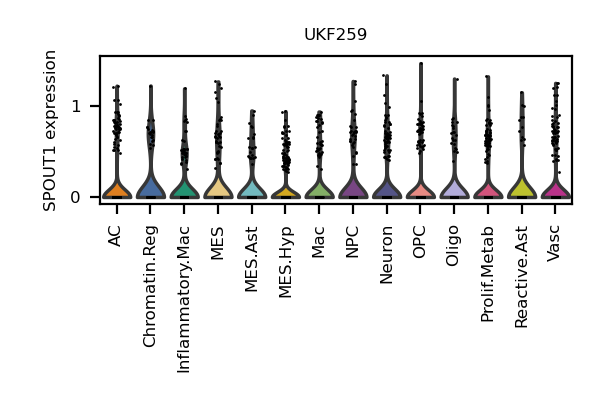 UKF259
SPOUT1 expression
1
0
AC
Chromatin.Reg
Inflammatory.Mac
MES
MES.Ast
MES.Hyp
Mac
NPC
Neuron
OPC
Oligo
Prolif.Metab
Reactive.Ast
Vasc